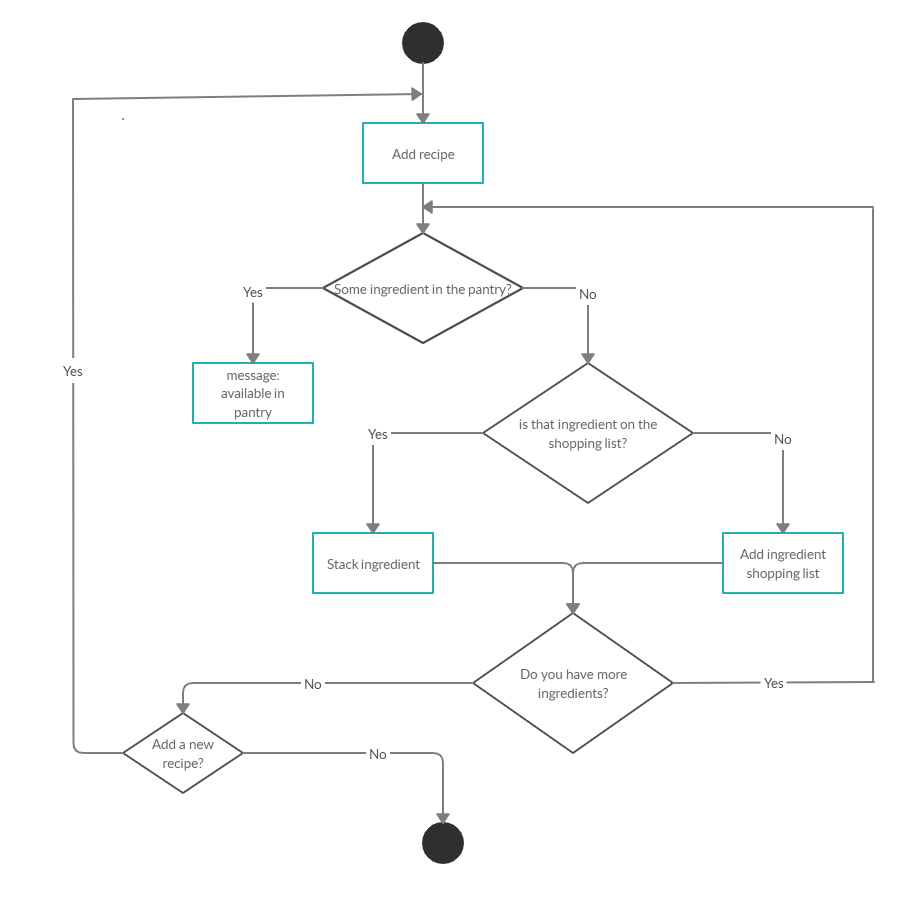 Add recipe
Some ingredient in the pantry?
Yes
No
Yes
message:
available in
pantry
is that ingredient on the
shopping list?
Yes
No
Stack ingredient
Add ingredient
shopping list
Do you have more
ingredients?
No
Yes
Add a new
recipe?
No